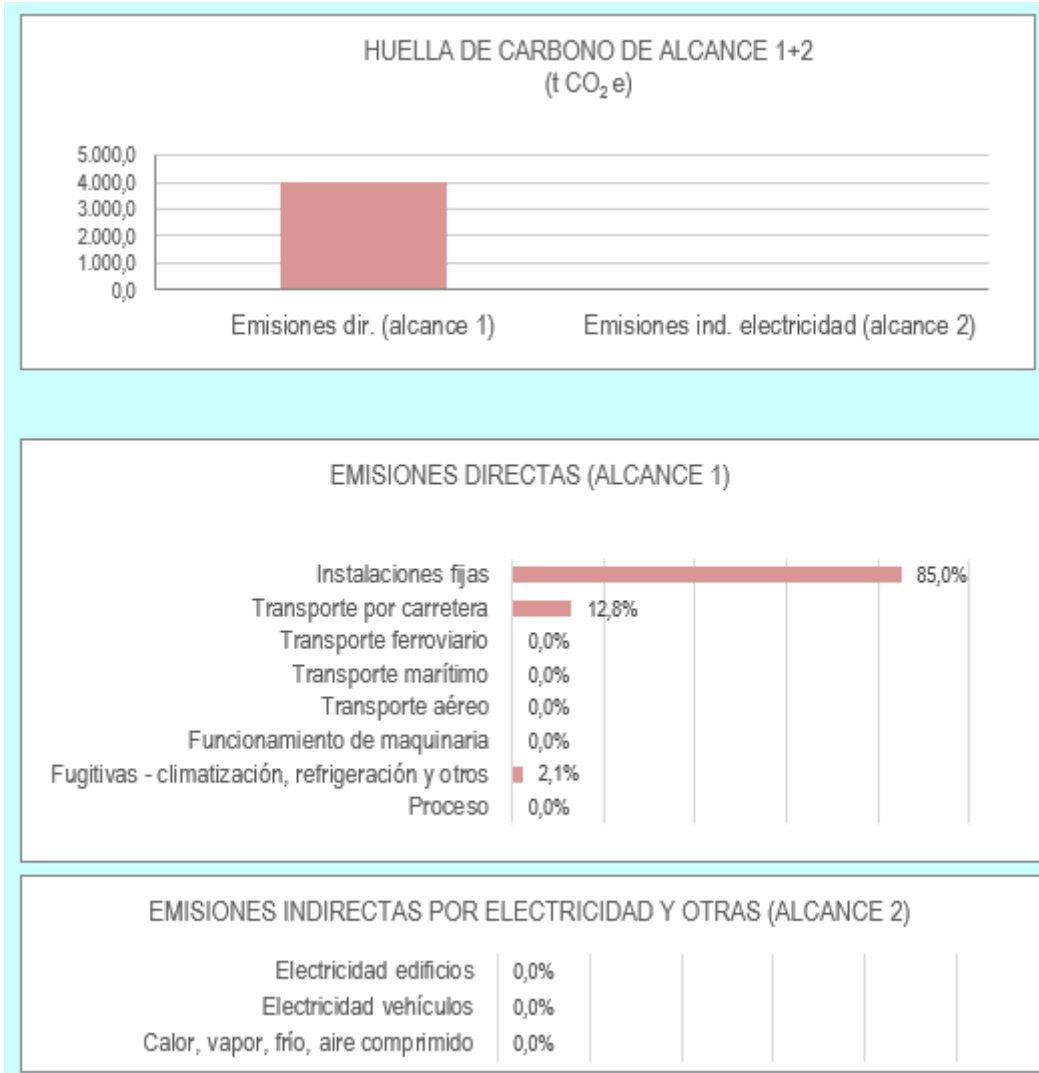 HUELLA DE CARBONO DE ALCANCE 1+2
(t CO₂ e)
5.000,0
4.000,0
3.000,0
2.000,0
1.000,0
0,0
Emisiones dir. (alcance 1)
Emisiones ind. electricidad (alcance 2)
EMISIONES DIRECTAS (ALCANCE 1)
Instalaciones fijas 85,0%
Transporte por carretera 12,8%
Transporte ferroviario 0,0%
Transporte marítimo 0,0%
Transporte aéreo 0,0%
Funcionamiento de maquinaria 0,0%
Fugitivas - climatización, refrigeración y otros 2,1%
Proceso 0,0%
EMISIONES INDIRECTAS POR ELECTRICIDAD Y OTRAS (ALCANCE 2)
Electricidad edificios 0,0%
Electricidad vehículos 0,0%
Calor, vapor, frío, aire comprimido 0,0%